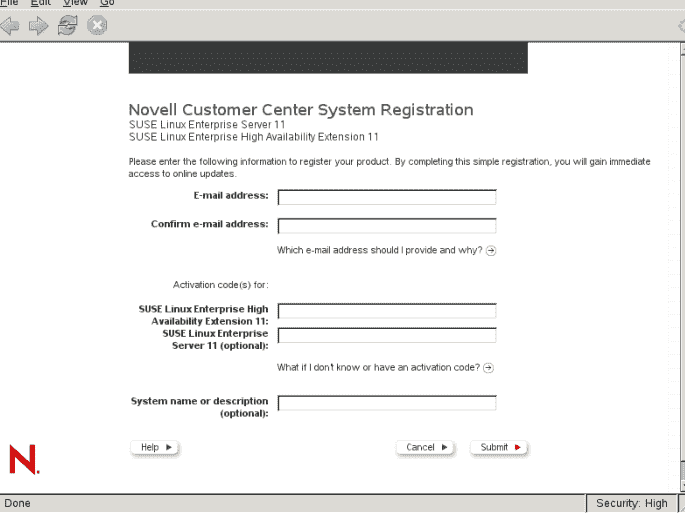 File Edit View Go
Novell Customer Center System Registration
SUSE Linux Enterprise Server 11
SUSE Linux Enterprise High Availability Extension 11
Please enter the following information to register your product. By completing this simple registration, you will gain immediate
access to online updates.
E-mail address:
Confirm e-mail address:
Which e-mail address should I provide and why?
Activation code(s) for:
SUSE Linux Enterprise High
Availability Extension 11:
SUSE Linux Enterprise
Server 11 (optional):
What if I don't know or have an activation code?
System name or description
(optional):
Help Cancel Submit
N.
Done Security: High